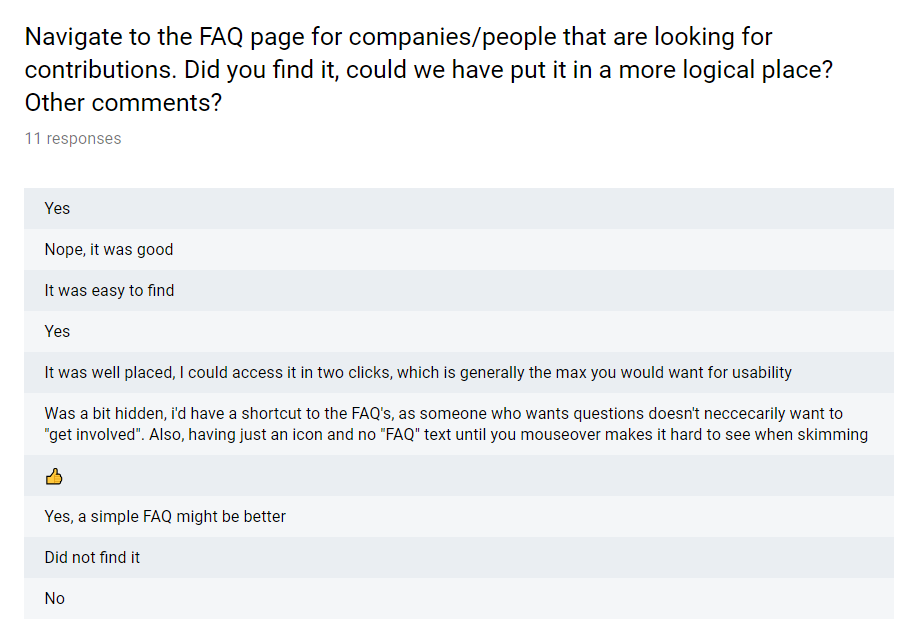 Navigate to the FAQ page for companies/people that are looking for
contributions. Did you find it, could we have put it in a more logical place?
Other comments?
11 responses
Yes
Nope, it was good
It was easy to find
Yes
It was well placed, I could access it in two clicks, which is generally the max you would want for usability
Was a bit hidden, i'd have a shortcut to the FAQ's, as someone who wants questions doesn't neccecarily want to
"get involved". Also, having just an icon and no "FAQ" text until you mouseover makes it hard to see when skimming
👍
Yes, a simple FAQ might be better
Did not find it
No